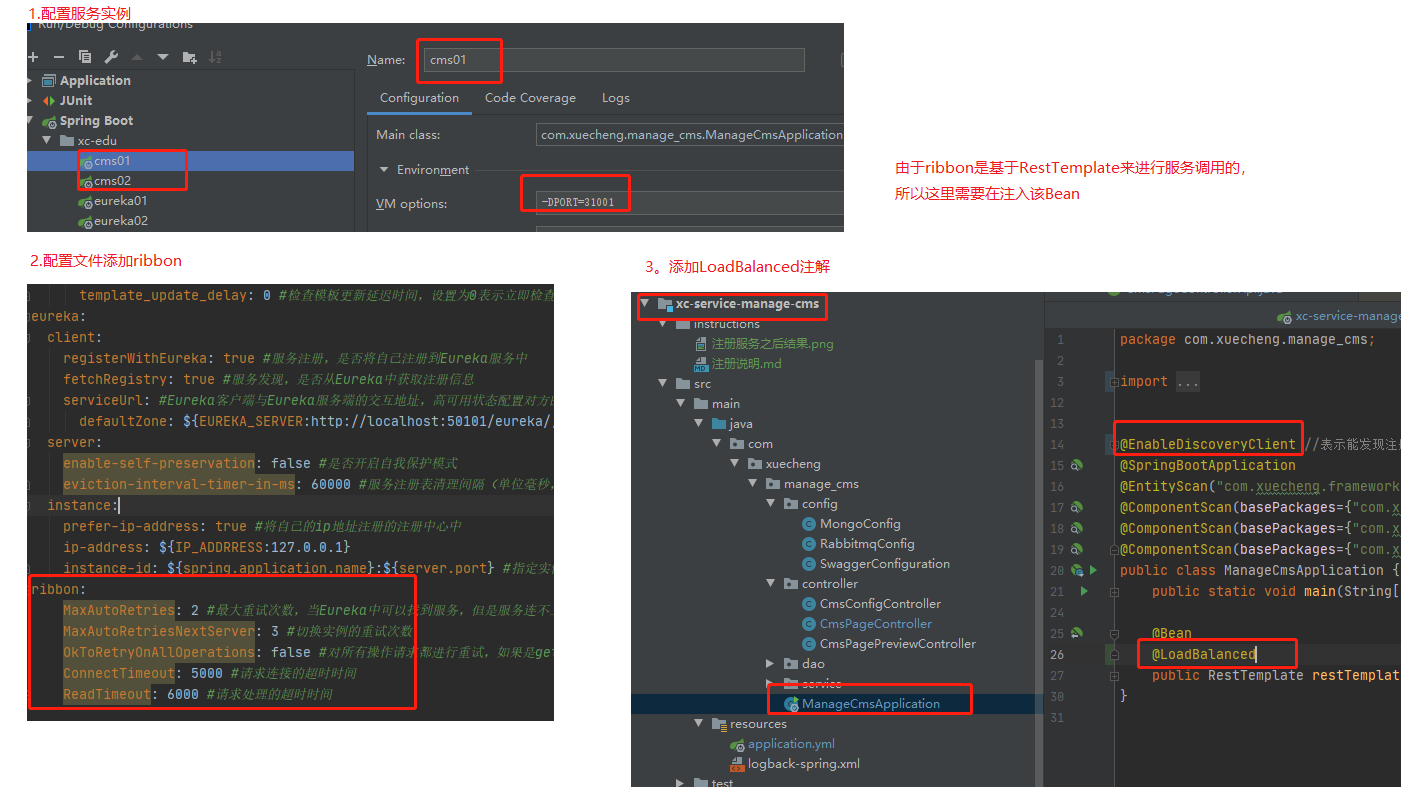 1.配置服务实例
Run/Debug Configurations
Application
JUnit
Spring Boot
xc-edu
cms01
cms02
eureka01
eureka02
Name: cms01
Configuration Code Coverage Logs
Main class: com.xuecheng.manage_cms.ManageCmsApplication
Environment
VM options: -DPORT=31001
由于ribbon是基于RestTemplate来进行服务调用的,
所以这里需要在注入该Bean
2.配置文件添加ribbon
template_update_delay: 0 #检查模板更新延迟时间，设置为0表示立即检查
eureka:
client:
registerWithEureka: true #服务注册，是否将自己注册到Eureka服务中
fetchRegistry: true #服务发现，是否从Eureka中获取注册信息
serviceUrl: #Eureka客户端与Eureka服务端的交互地址，高可用状态配置对方的
defaultZone: ${EUREKA_SERVER:http://localhost:50101/eureka/,
server:
enable-self-preservation: false #是否开启自我保护模式
eviction-interval-timer-in-ms: 60000 #服务注册表清理间隔（单位毫秒，
instance:
prefer-ip-address: true #将自己的ip地址注册的注册中心中
ip-address: ${IP_ADDRRESS:127.0.0.1}
instance-id: ${spring.application.name}:${server.port} #指定实例
ribbon:
MaxAutoRetries: 2 #最大重试次数，当Eureka中可以找到服务，但是服务连不
MaxAutoRetriesNextServer: 3 #切换实例的重试次数
OkToRetryOnAllOperations: false #对所有操作请求都进行重试，如果是get
ConnectTimeout: 5000 #请求连接的超时时间
ReadTimeout: 6000 #请求处理的超时时间
3。添加LoadBalanced注解
xc-service-manage-cms
instructions
注册服务之后结果.png
注册说明.md
src
main
java
com
xuecheng
manage_cms
config
MongoConfig
RabbitmqConfig
SwaggerConfiguration
controller
CmsConfigController
CmsPageController
CmsPagePreviewController
dao
service
ManageCmsApplication
resources
application.yml
logback-spring.xml
test
xc-service-manage
1 package com.xuecheng.manage_cms;
2
3 import ...
12
13
14 @EnableDiscoveryClient //表示能发现注
15 @SpringBootApplication
16 @EntityScan("com.xuecheng.framework
17 @ComponentScan(basePackages={"com.x
18 @ComponentScan(basePackages={"com.x
19 @ComponentScan(basePackages={"com.x
20 public class ManageCmsApplication {
21 public static void main(String[
24
25 @Bean
26 @LoadBalanced
27 public RestTemplate restTemplat
30 }
31